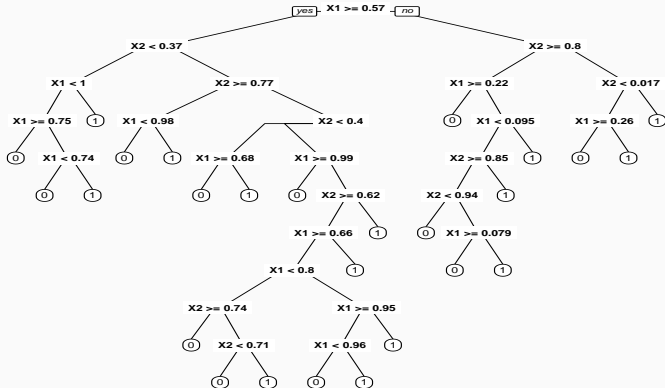 yes X1 >= 0.57 no
X2 < 0.37 X2 >= 0.8
X1 < 1 X2 >= 0.77 X1 >= 0.22 X2 < 0.017
X1 >= 0.75 1 X1 < 0.98 X2 < 0.4 0 X1 < 0.095 X1 >= 0.26 1
0 X1 < 0.74 0 1 X1 >= 0.68 X1 >= 0.99 X2 >= 0.85 1 0 1
0 1 0 1 0 X2 >= 0.62 X2 < 0.94 1
X1 >= 0.66 1 0 X1 >= 0.079
X1 < 0.8 1 0 1
X2 >= 0.74 X1 >= 0.95
0 X2 < 0.71 X1 < 0.96 1
0 1 0 1